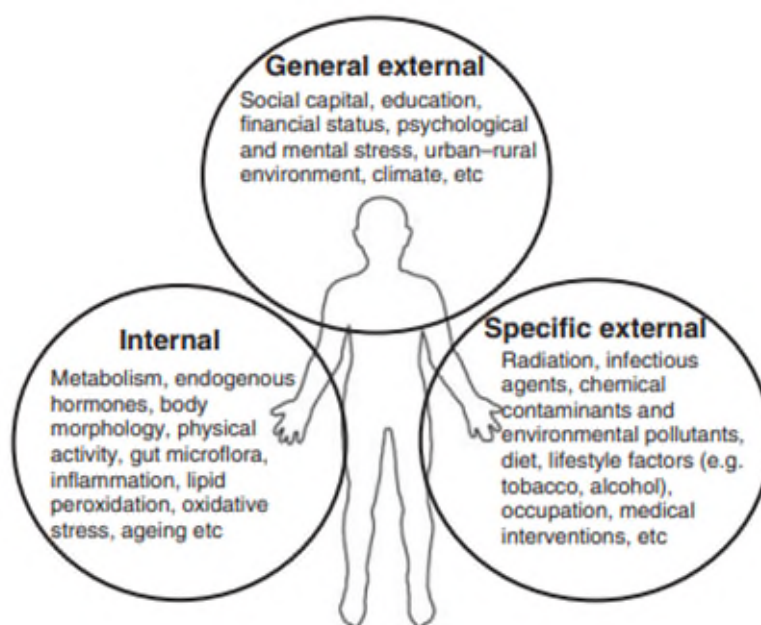 General external
Social capital, education,
financial status, psychological
and mental stress, urban–rural
environment, climate, etc
Internal
Metabolism, endogenous
hormones, body
morphology, physical
activity, gut microflora,
inflammation, lipid
peroxidation, oxidative
stress, ageing etc
Specific external
Radiation, infectious
agents, chemical
contaminants and
environmental pollutants,
diet, lifestyle factors (e.g.
tobacco, alcohol),
occupation, medical
interventions, etc